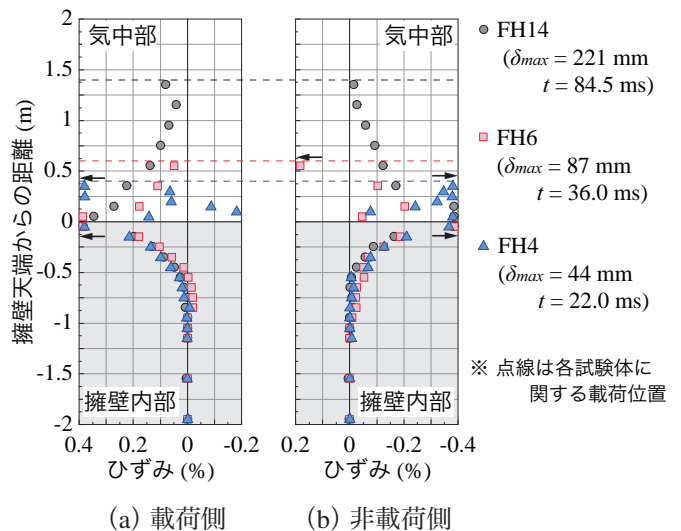 擁壁天端からの距離 (m)
2
1.5
1
0.5
0
-0.5
-1
-1.5
-2
気中部
擁壁内部
0.4
0.2
0
-0.2
ひずみ (%)
(a) 載荷側
気中部
擁壁内部
0.2
0
-0.2
-0.4
ひずみ (%)
(b) 非載荷側
FH14
(δmax = 221 mm
t = 84.5 ms)
FH6
(δmax = 87 mm
t = 36.0 ms)
FH4
(δmax = 44 mm
t = 22.0 ms)
※ 点線は各試験体に
関する載荷位置